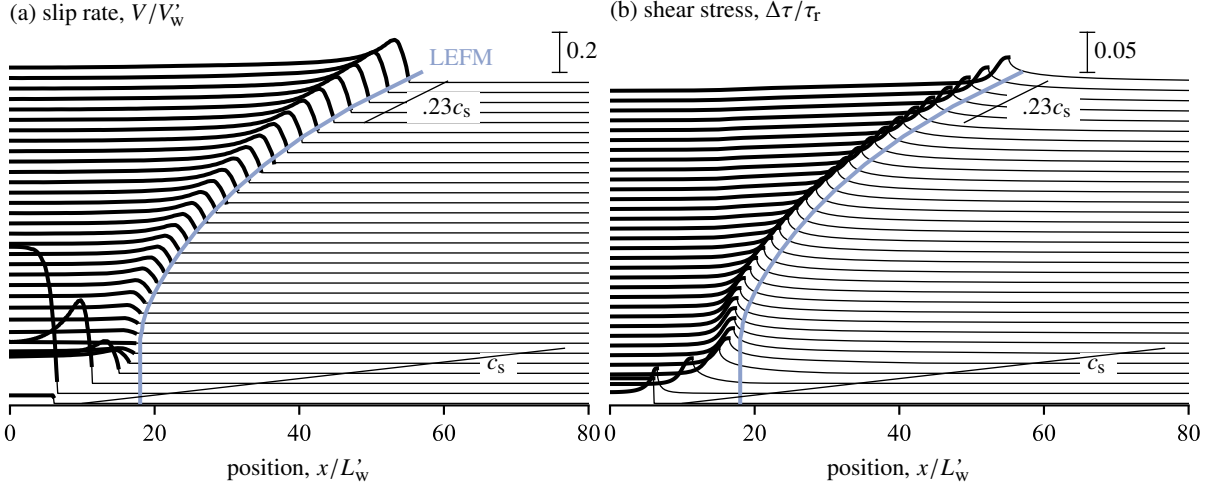 (a) slip rate, V/V'w
(b) shear stress, Δτ/τr
LEFM
0.2
.23cs
cs
0.05
.23cs
cs
0 20 40 60 80
0 20 40 60 80
position, x/L'w
position, x/L'w